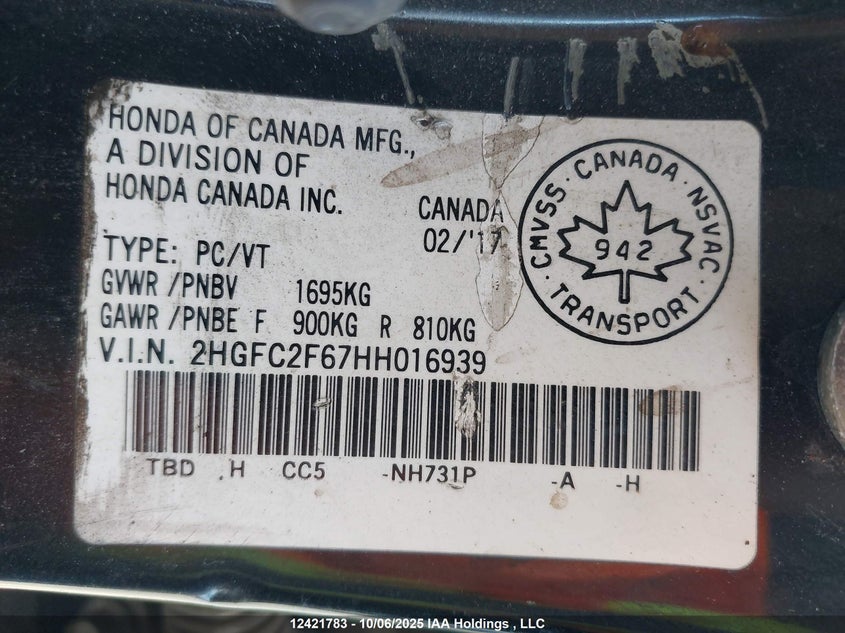 HONDA OF CANADA MFG.,
A DIVISION OF
HONDA CANADA INC.
CANADA
02/'17
TYPE: PC/VT
GVWR /PNBV 1695KG
GAWR /PNBE F 900KG R 810KG
V.I.N. 2HGFC2F67HH016939
TBD H CC5 -NH731P -A -H
CMVSS · CANADA · NSVAC · TRANSPORT ·
942
12421783 - 10/06/2025 IAA Holdings , LLC